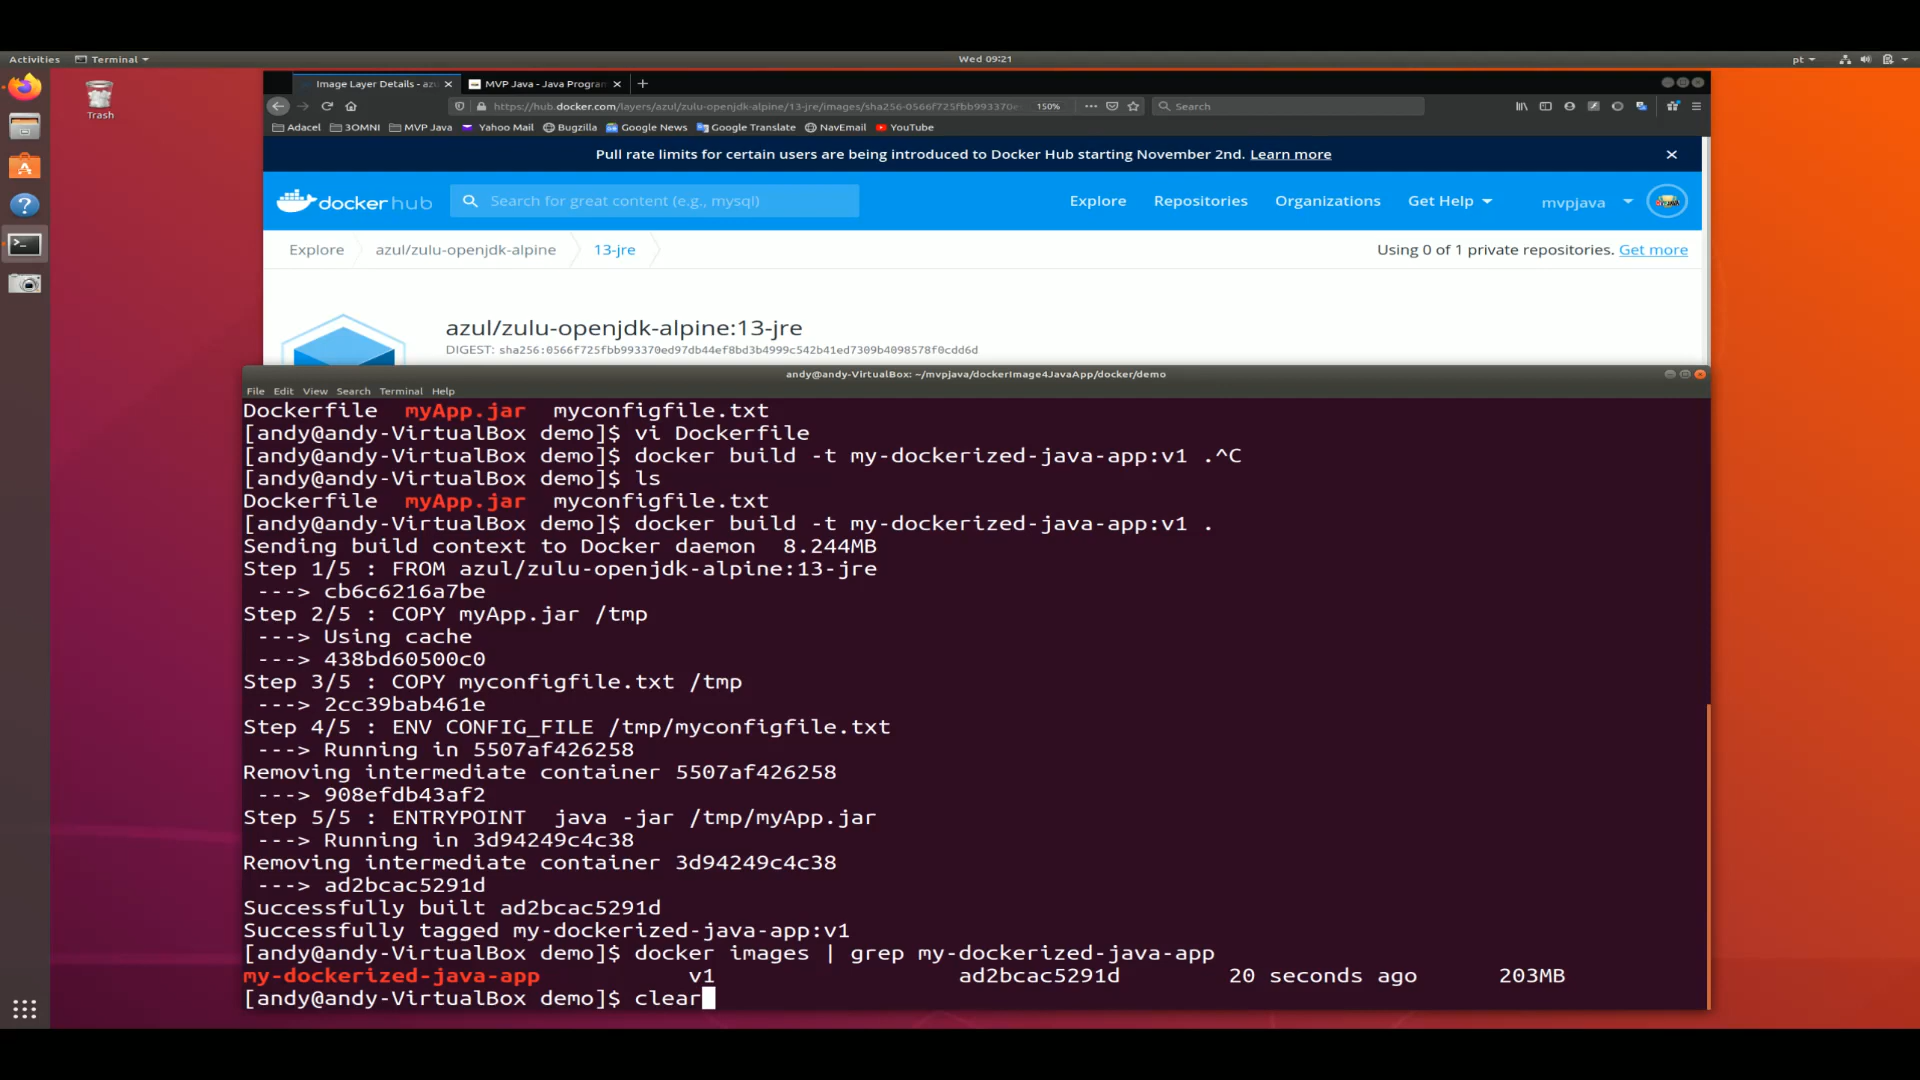 Activities Terminal Wed 09:21 pt
Trash
Image Layer Details - az MVP Java - Java Program
https://hub.docker.com/layers/azul/zulu-openjdk-alpine/13-jre/images/sha256-0566f725fbb993370e 150% ••• Search
Adacel 3OMNI MVP Java Yahoo Mail Bugzilla Google News Google Translate NavEmail YouTube
Pull rate limits for certain users are being introduced to Docker Hub starting November 2nd. Learn more
docker hub Search for great content (e.g., mysql) Explore Repositories Organizations Get Help mvpjava
Explore azul/zulu-openjdk-alpine 13-jre Using 0 of 1 private repositories. Get more
azul/zulu-openjdk-alpine:13-jre
DIGEST: sha256:0566f725fbb993370ed97db44ef8bd3b4999c542b41ed7309b4098578f0cdd6d
andy@andy-VirtualBox: ~/mvpjava/dockerImage4JavaApp/docker/demo
File Edit View Search Terminal Help
Dockerfile myApp.jar myconfigfile.txt
[andy@andy-VirtualBox demo]$ vi Dockerfile
[andy@andy-VirtualBox demo]$ docker build -t my-dockerized-java-app:v1 .^C
[andy@andy-VirtualBox demo]$ ls
Dockerfile myApp.jar myconfigfile.txt
[andy@andy-VirtualBox demo]$ docker build -t my-dockerized-java-app:v1 .
Sending build context to Docker daemon 8.244MB
Step 1/5 : FROM azul/zulu-openjdk-alpine:13-jre
---> cb6c6216a7be
Step 2/5 : COPY myApp.jar /tmp
---> Using cache
---> 438bd60500c0
Step 3/5 : COPY myconfigfile.txt /tmp
---> 2cc39bab461e
Step 4/5 : ENV CONFIG_FILE /tmp/myconfigfile.txt
---> Running in 5507af426258
Removing intermediate container 5507af426258
---> 908efdb43af2
Step 5/5 : ENTRYPOINT java -jar /tmp/myApp.jar
---> Running in 3d94249c4c38
Removing intermediate container 3d94249c4c38
---> ad2bcac5291d
Successfully built ad2bcac5291d
Successfully tagged my-dockerized-java-app:v1
[andy@andy-VirtualBox demo]$ docker images | grep my-dockerized-java-app
my-dockerized-java-app v1 ad2bcac5291d 20 seconds ago 203MB
[andy@andy-VirtualBox demo]$ clear